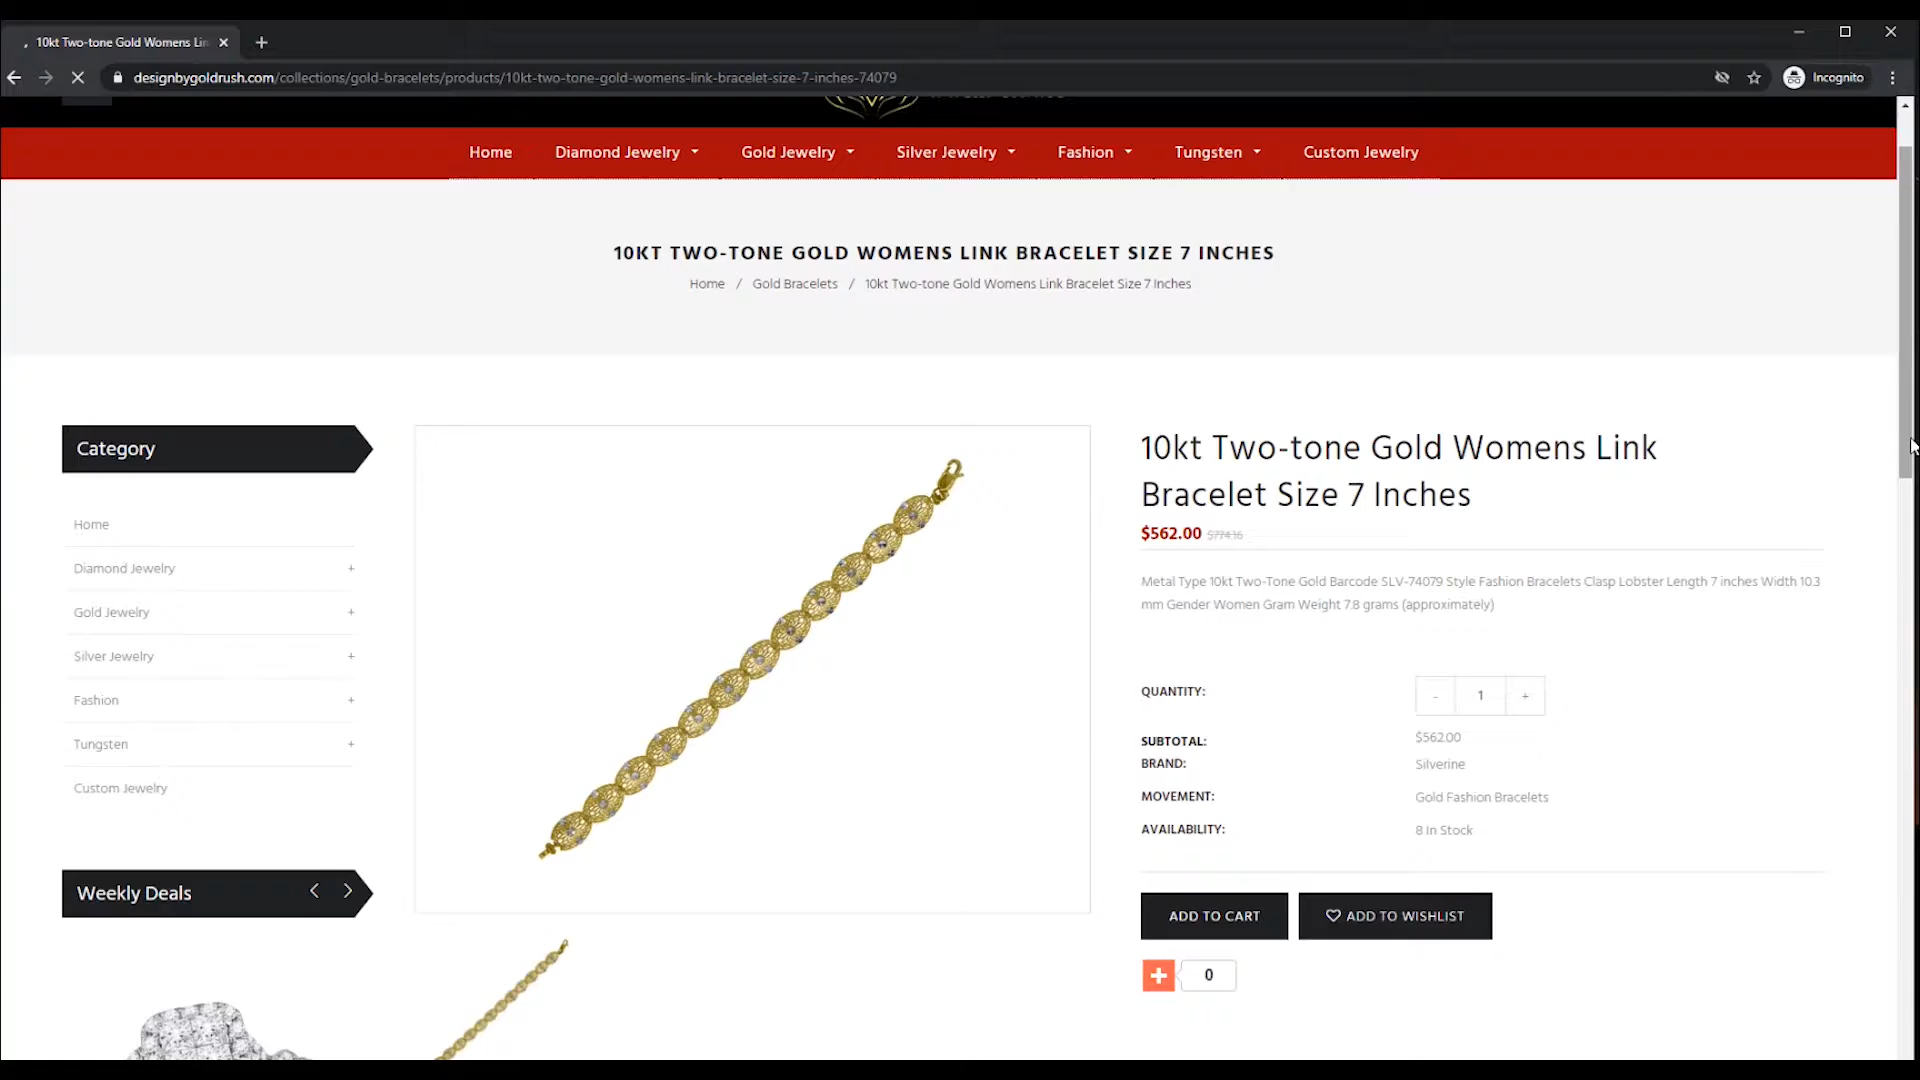 10kt Two-tone Gold Womens Lin
designbygoldrush.com/collections/gold-bracelets/products/10kt-two-tone-gold-womens-link-bracelet-size-7-inches-74079
Incognito
Home
Diamond Jewelry
Gold Jewelry
Silver Jewelry
Fashion
Tungsten
Custom Jewelry
10KT TWO-TONE GOLD WOMENS LINK BRACELET SIZE 7 INCHES
Home / Gold Bracelets / 10kt Two-tone Gold Womens Link Bracelet Size 7 Inches
Category
Home
Diamond Jewelry +
Gold Jewelry +
Silver Jewelry +
Fashion +
Tungsten +
Custom Jewelry
Weekly Deals
10kt Two-tone Gold Womens Link
Bracelet Size 7 Inches
$562.00 $774.16
Metal Type 10kt Two-Tone Gold Barcode SLV-74079 Style Fashion Bracelets Clasp Lobster Length 7 inches Width 10.3
mm Gender Women Gram Weight 7.8 grams (approximately)
QUANTITY: - 1 +
SUBTOTAL: $562.00
BRAND: Silverine
MOVEMENT: Gold Fashion Bracelets
AVAILABILITY: 8 In Stock
ADD TO CART
ADD TO WISHLIST
0